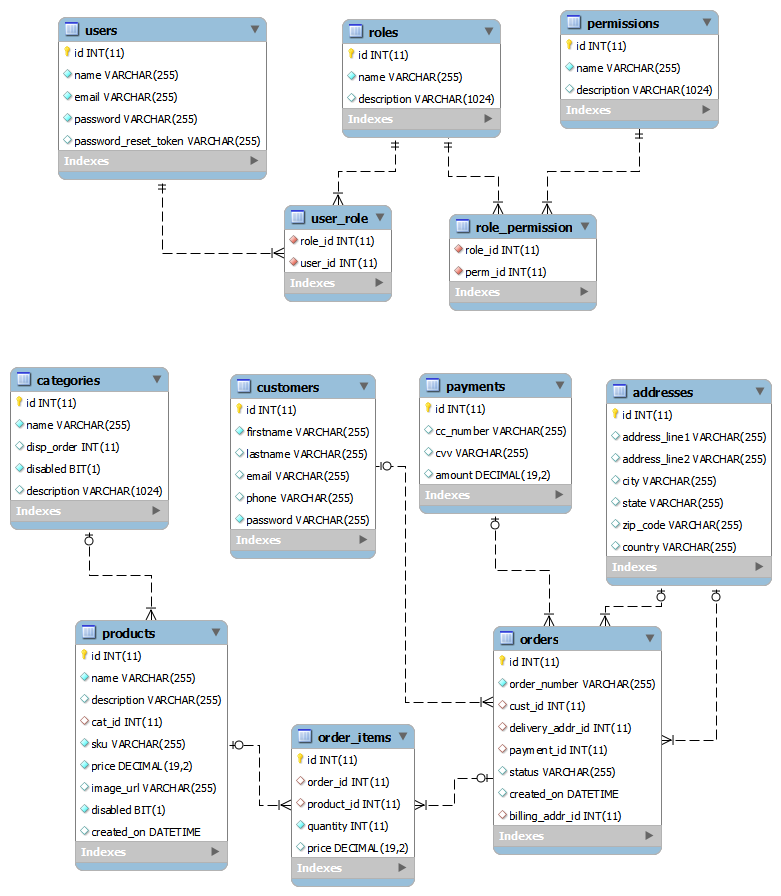 users
id INT(11)
name VARCHAR(255)
email VARCHAR(255)
password VARCHAR(255)
password_reset_token VARCHAR(255)
Indexes
roles
id INT(11)
name VARCHAR(255)
description VARCHAR(1024)
Indexes
permissions
id INT(11)
name VARCHAR(255)
description VARCHAR(1024)
Indexes
user_role
role_id INT(11)
user_id INT(11)
Indexes
role_permission
role_id INT(11)
perm_id INT(11)
Indexes
categories
id INT(11)
name VARCHAR(255)
disp_order INT(11)
disabled BIT(1)
description VARCHAR(1024)
Indexes
customers
id INT(11)
firstname VARCHAR(255)
lastname VARCHAR(255)
email VARCHAR(255)
phone VARCHAR(255)
password VARCHAR(255)
Indexes
payments
id INT(11)
cc_number VARCHAR(255)
cvv VARCHAR(255)
amount DECIMAL(19,2)
Indexes
addresses
id INT(11)
address_line1 VARCHAR(255)
address_line2 VARCHAR(255)
city VARCHAR(255)
state VARCHAR(255)
zip_code VARCHAR(255)
country VARCHAR(255)
Indexes
products
id INT(11)
name VARCHAR(255)
description VARCHAR(255)
cat_id INT(11)
sku VARCHAR(255)
price DECIMAL(19,2)
image_url VARCHAR(255)
disabled BIT(1)
created_on DATETIME
Indexes
order_items
id INT(11)
order_id INT(11)
product_id INT(11)
quantity INT(11)
price DECIMAL(19,2)
Indexes
orders
id INT(11)
order_number VARCHAR(255)
cust_id INT(11)
delivery_addr_id INT(11)
payment_id INT(11)
status VARCHAR(255)
created_on DATETIME
billing_addr_id INT(11)
Indexes